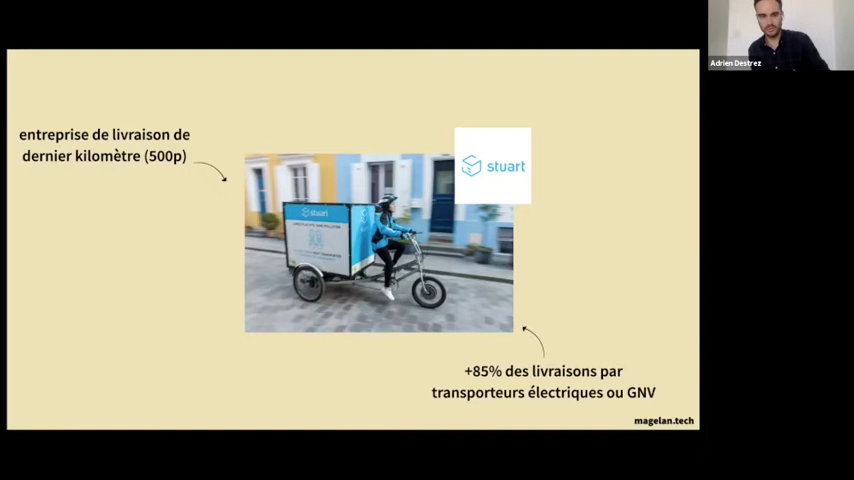 Adrien Destrez
entreprise de livraison de
dernier kilomètre (500p)
stuart
stuart
+85% des livraisons par
transporteurs électriques ou GNV
magelan.tech